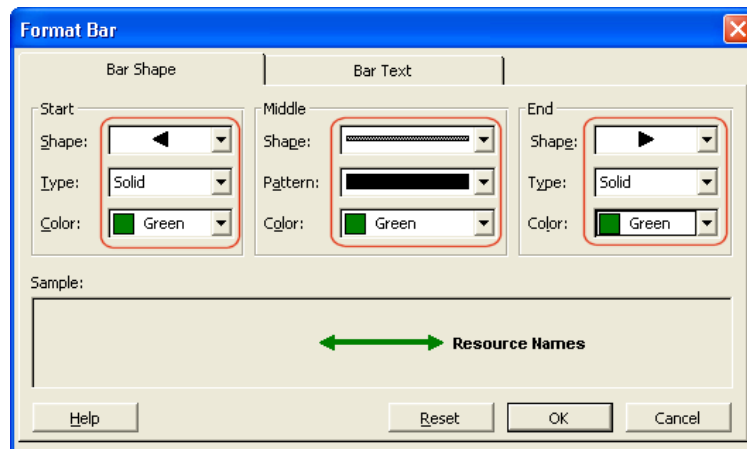 Format Bar
Bar Shape Bar Text
Start Middle End
Shape: Shape: Shape:
Type: Solid Pattern: Type: Solid
Color: Green Color: Green Color: Green
Sample:
Resource Names
Help Reset OK Cancel